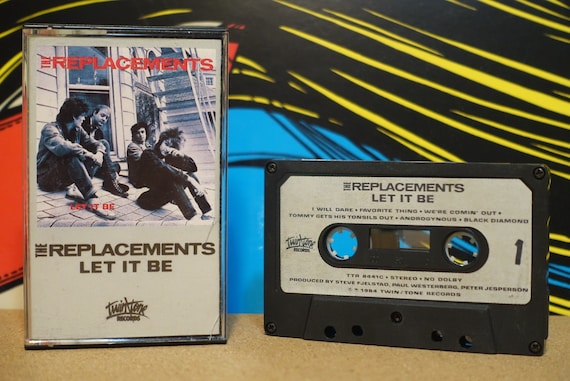 THE REPLACEMENTS
LET IT BE
THE REPLACEMENTS
LET IT BE
Twin/Tone
RECORDS
THE REPLACEMENTS
LET IT BE
I WILL DARE • FAVORITE THING • WE'RE COMIN' OUT •
TOMMY GETS HIS TONSILS OUT • ANDROGYNOUS • BLACK DIAMOND
Twin/Tone
RECORDS
1
TTR 8441C • STEREO • NO DOLBY
PRODUCED BY STEVE FJELSTAD, PAUL WESTERBERG, PETER JESPERSON
© ℗ 1984 TWIN / TONE RECORDS